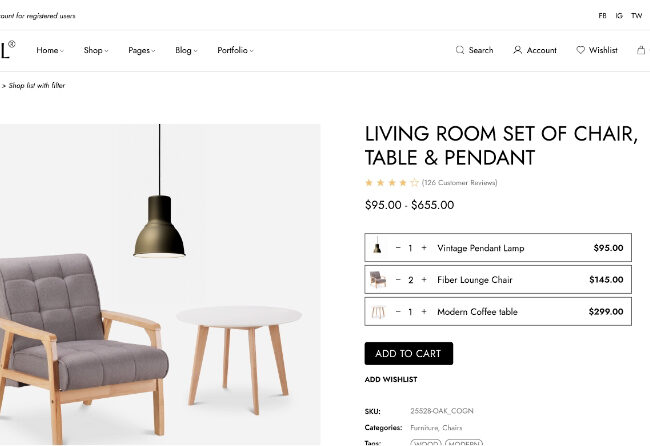 count for registered users
FB IG TW
L®
Home Shop Pages Blog Portfolio
Search Account Wishlist
> Shop list with filter
LIVING ROOM SET OF CHAIR,
TABLE & PENDANT
(126 Customer Reviews)
$95.00 - $655.00
− 1 + Vintage Pendant Lamp $95.00
− 2 + Fiber Lounge Chair $145.00
− 1 + Modern Coffee table $299.00
ADD TO CART
ADD WISHLIST
SKU: 25528-OAK_COGN
Categories: Furniture, Chairs
Tags: WOOD MODERN